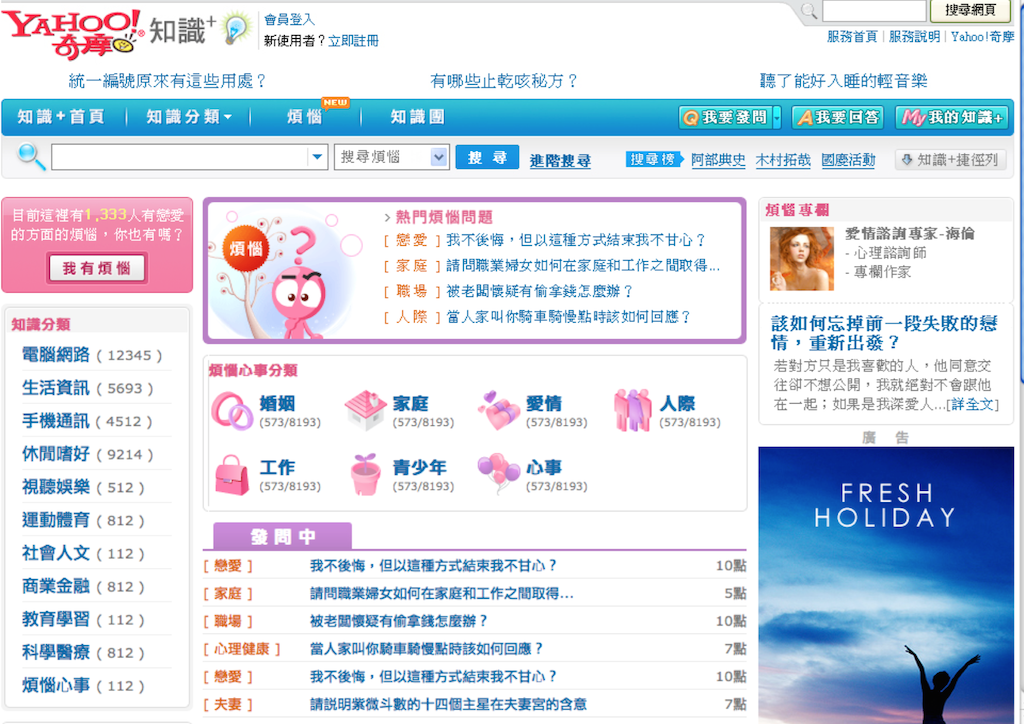 YAHOO!
奇摩
知識+
會員登入
新使用者？立即註冊
搜尋網頁
服務首頁 | 服務說明 | Yahoo!奇摩
統一編號原來有這些用處？
有哪些止乾咳秘方？
聽了能好入睡的輕音樂
知識+首頁
知識分類
煩惱
NEW
知識團
Q我要發問
A我要回答
My我的知識+
搜尋煩惱
搜 尋
進階搜尋
搜尋榜
阿部典史
木村拓哉
國慶活動
知識+捷徑列
目前這裡有1,333人有戀愛
的方面的煩惱，你也有嗎？
我有煩惱
知識分類
電腦網路 ( 12345 )
生活資訊 ( 5693 )
手機通訊 ( 4512 )
休閒嗜好 ( 9214 )
視聽娛樂 ( 512 )
運動體育 ( 812 )
社會人文 ( 112 )
商業金融 ( 812 )
教育學習 ( 112 )
科學醫療 ( 812 )
煩惱心事 ( 112 )
煩惱
熱門煩惱問題
[ 戀愛 ] 我不後悔，但以這種方式結束我不甘心？
[ 家庭 ] 請問職業婦女如何在家庭和工作之間取得...
[ 職場 ] 被老闆懷疑有偷拿錢怎麼辦？
[ 人際 ] 當人家叫你騎車騎慢點時該如何回應？
煩惱心事分類
婚姻
(573/8193)
家庭
(573/8193)
愛情
(573/8193)
人際
(573/8193)
工作
(573/8193)
青少年
(573/8193)
心事
(573/8193)
發問中
[ 戀愛 ] 我不後悔，但以這種方式結束我不甘心？ 10點
[ 家庭 ] 請問職業婦女如何在家庭和工作之間取得... 5點
[ 職場 ] 被老闆懷疑有偷拿錢怎麼辦？ 10點
[ 心理健康 ] 當人家叫你騎車騎慢點時該如何回應？ 7點
[ 戀愛 ] 我不後悔，但以這種方式結束我不甘心？ 10點
[ 夫妻 ] 請說明紫微斗數的十四個主星在夫妻宮的含意 7點
煩惱專欄
愛情諮詢專家-海倫
- 心理諮詢師
- 專欄作家
該如何忘掉前一段失敗的戀
情，重新出發？
若對方只是我喜歡的人，他同意交
往卻不想公開，我就絕對不會跟他
在一起；如果是我深愛人...[詳全文]
廣 告
FRESH
HOLIDAY